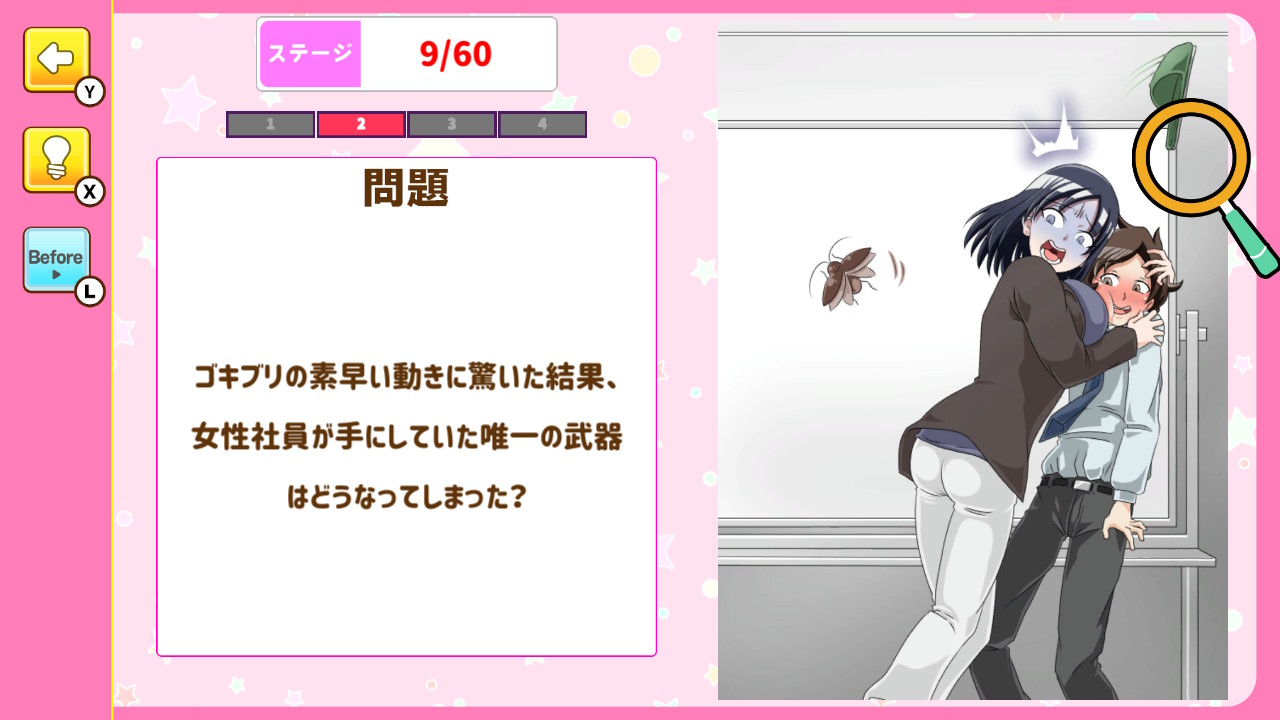 Y
X
Before
L
ステージ
9/60
1
2
3
4
問題
ゴキブリの素早い動きに驚いた結果、
女性社員が手にしていた唯一の武器
はどうなってしまった?